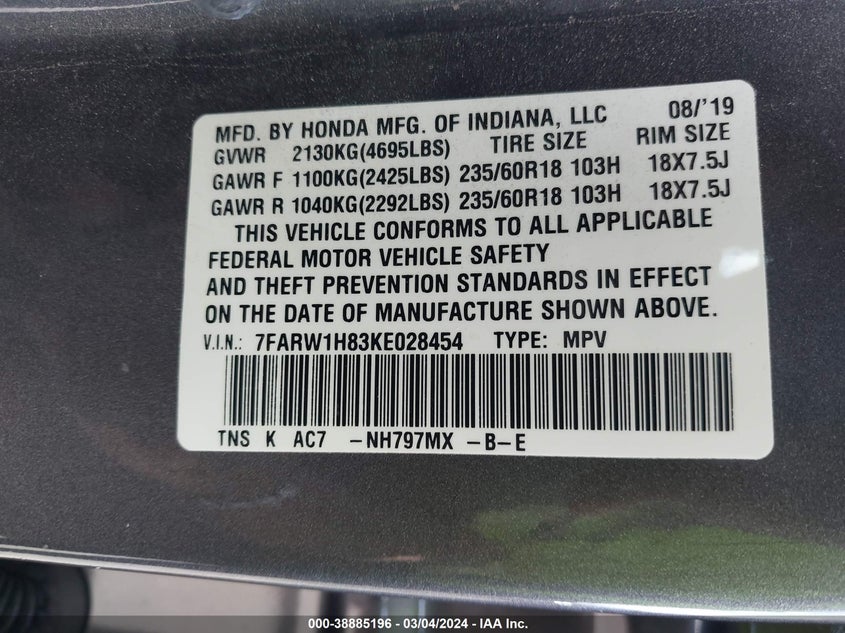 MFD. BY HONDA MFG. OF INDIANA, LLC 08/'19
GVWR 2130KG(4695LBS) TIRE SIZE RIM SIZE
GAWR F 1100KG(2425LBS) 235/60R18 103H 18X7.5J
GAWR R 1040KG(2292LBS) 235/60R18 103H 18X7.5J
THIS VEHICLE CONFORMS TO ALL APPLICABLE
FEDERAL MOTOR VEHICLE SAFETY
AND THEFT PREVENTION STANDARDS IN EFFECT
ON THE DATE OF MANUFACTURE SHOWN ABOVE.
V.I.N.: 7FARW1H83KE028454 TYPE: MPV
TNS K AC7 -NH797MX -B-E
000-38885196 - 03/04/2024 - IAA Inc.